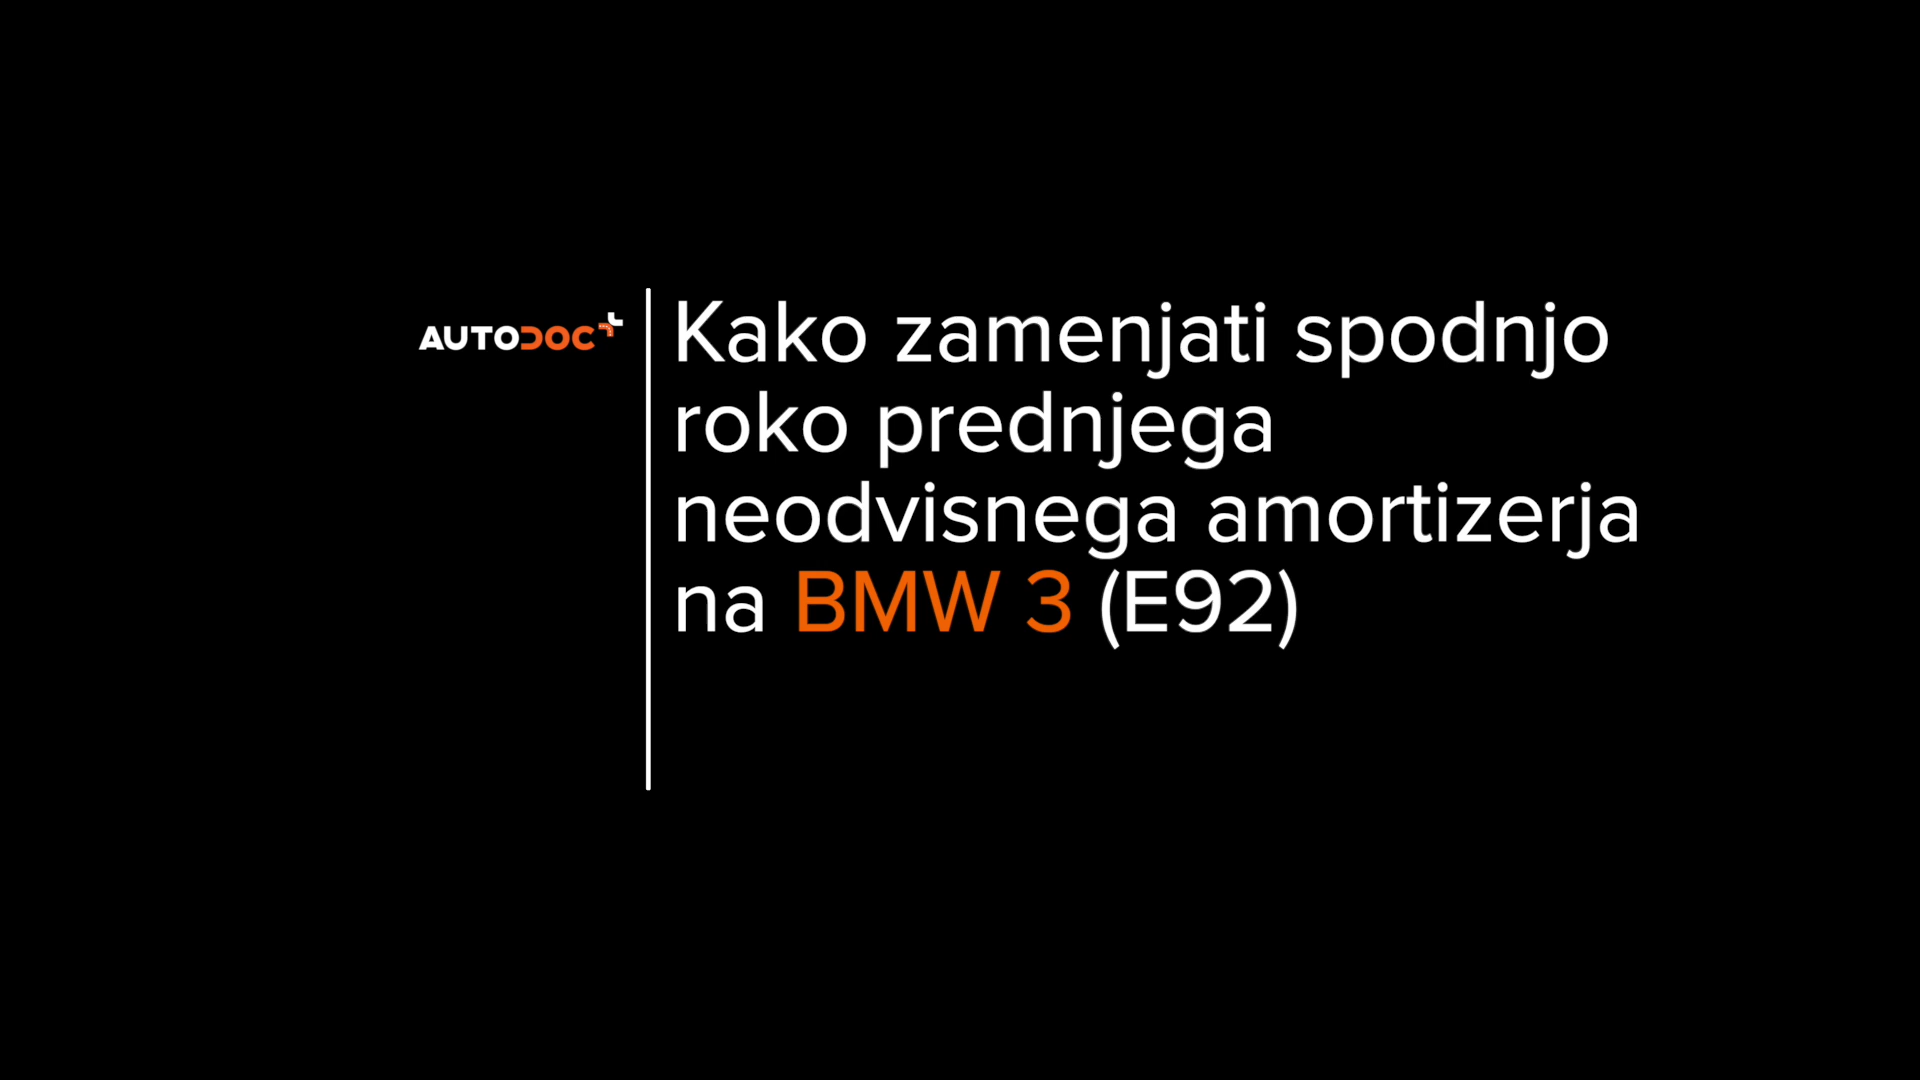 AUTODOC
Kako zamenjati spodnjo
roko prednjega
neodvisnega amortizerja
na BMW 3 (E92)